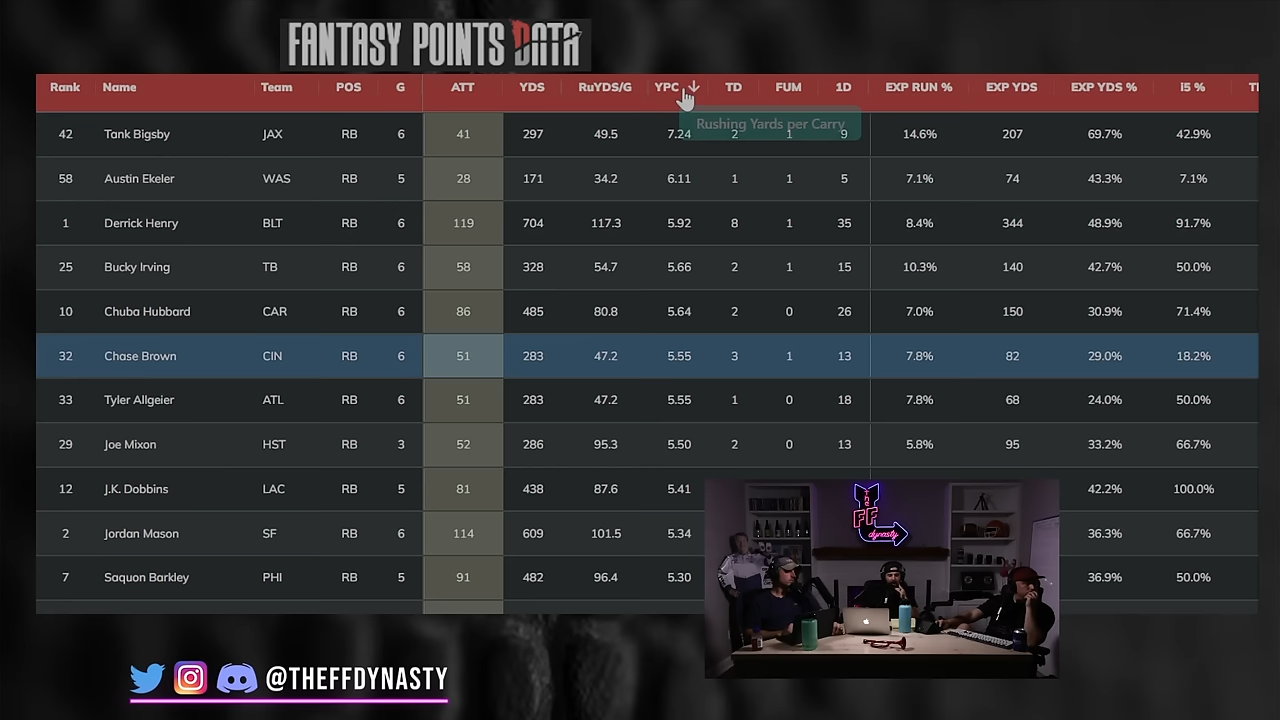 FANTASY POINTS DATA
Rank Name Team POS G ATT YDS RuYDS/G YPC TD FUM 1D EXP RUN % EXP YDS EXP YDS % I5 %
Rushing Yards per Carry
42 Tank Bigsby JAX RB 6 41 297 49.5 7.24 2 1 9 14.6% 207 69.7% 42.9%
58 Austin Ekeler WAS RB 5 28 171 34.2 6.11 1 1 5 7.1% 74 43.3% 7.1%
1 Derrick Henry BLT RB 6 119 704 117.3 5.92 8 1 35 8.4% 344 48.9% 91.7%
25 Bucky Irving TB RB 6 58 328 54.7 5.66 2 1 15 10.3% 140 42.7% 50.0%
10 Chuba Hubbard CAR RB 6 86 485 80.8 5.64 2 0 26 7.0% 150 30.9% 71.4%
32 Chase Brown CIN RB 6 51 283 47.2 5.55 3 1 13 7.8% 82 29.0% 18.2%
33 Tyler Allgeier ATL RB 6 51 283 47.2 5.55 1 0 18 7.8% 68 24.0% 50.0%
29 Joe Mixon HST RB 3 52 286 95.3 5.50 2 0 13 5.8% 95 33.2% 66.7%
12 J.K. Dobbins LAC RB 5 81 438 87.6 5.41 42.2% 100.0%
2 Jordan Mason SF RB 6 114 609 101.5 5.34 36.3% 66.7%
7 Saquon Barkley PHI RB 5 91 482 96.4 5.30 36.9% 50.0%
The
FF
dynasty
@THEFFDYNASTY